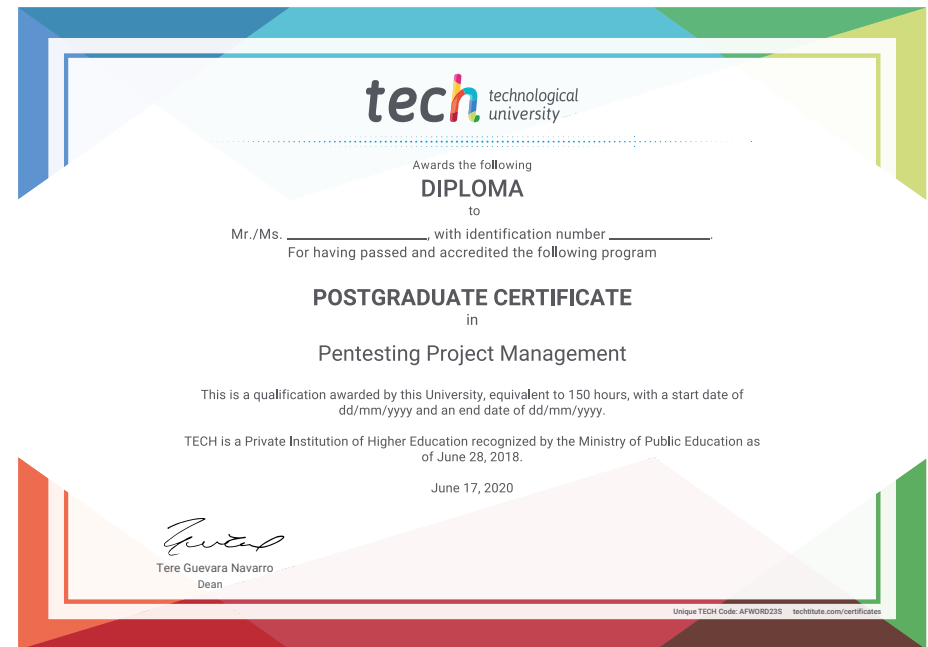 tech technological
university
Awards the following
DIPLOMA
to
Mr./Ms. ____________________, with identification number ______________.
For having passed and accredited the following program
POSTGRADUATE CERTIFICATE
in
Pentesting Project Management
This is a qualification awarded by this University, equivalent to 150 hours, with a start date of
dd/mm/yyyy and an end date of dd/mm/yyyy.
TECH is a Private Institution of Higher Education recognized by the Ministry of Public Education as
of June 28, 2018.
June 17, 2020
Tere Guevara Navarro
Dean
Unique TECH Code: AFWORD23S techtitute.com/certificates